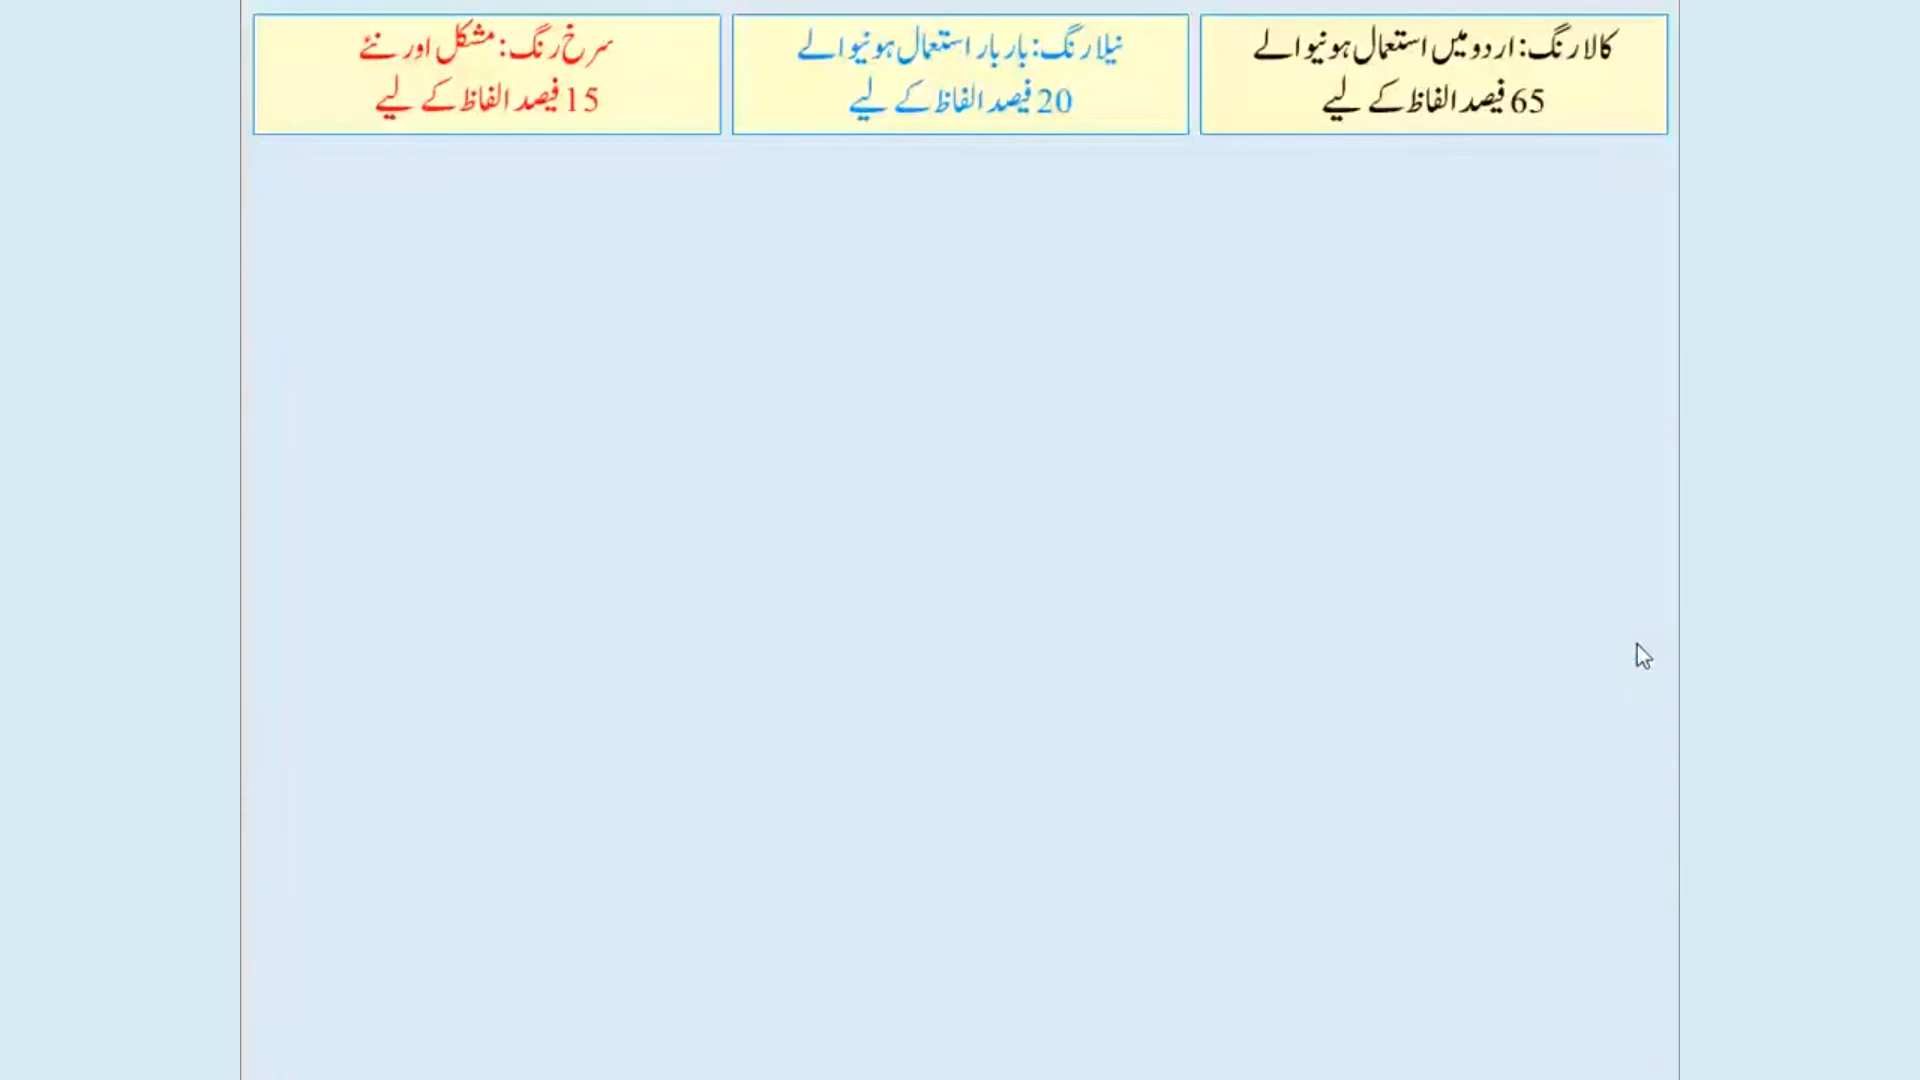 کالا رنگ: اردو میں استعمال ہونیوالے
65 فیصد الفاظ کے لیے
نیلا رنگ: بار بار استعمال ہونیوالے
20 فیصد الفاظ کے لیے
سرخ رنگ: مشکل اور نئے
15 فیصد الفاظ کے لیے